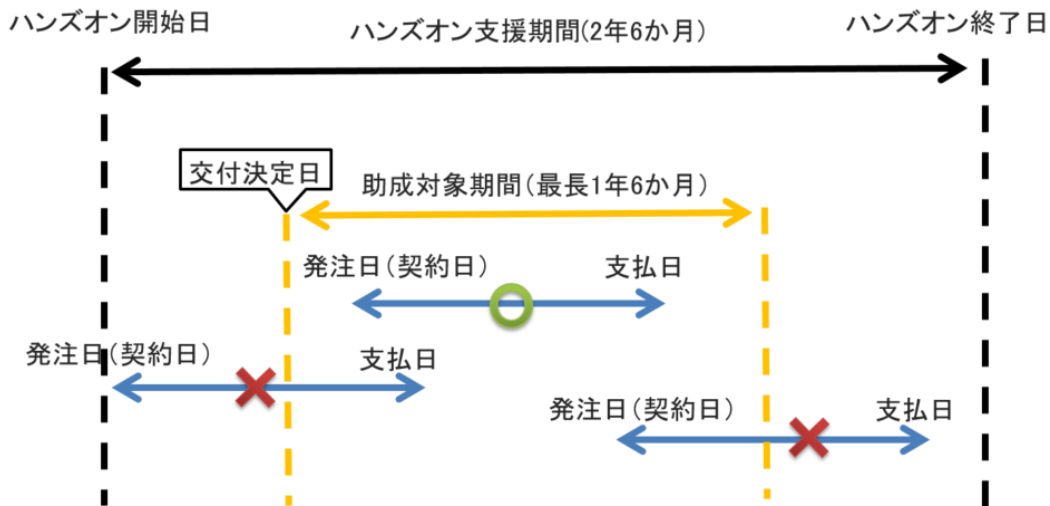 ハンズオン開始日
ハンズオン支援期間(2年6か月)
ハンズオン終了日
交付決定日
助成対象期間(最長1年6か月)
発注日(契約日)
支払日
発注日(契約日)
支払日
発注日(契約日)
支払日